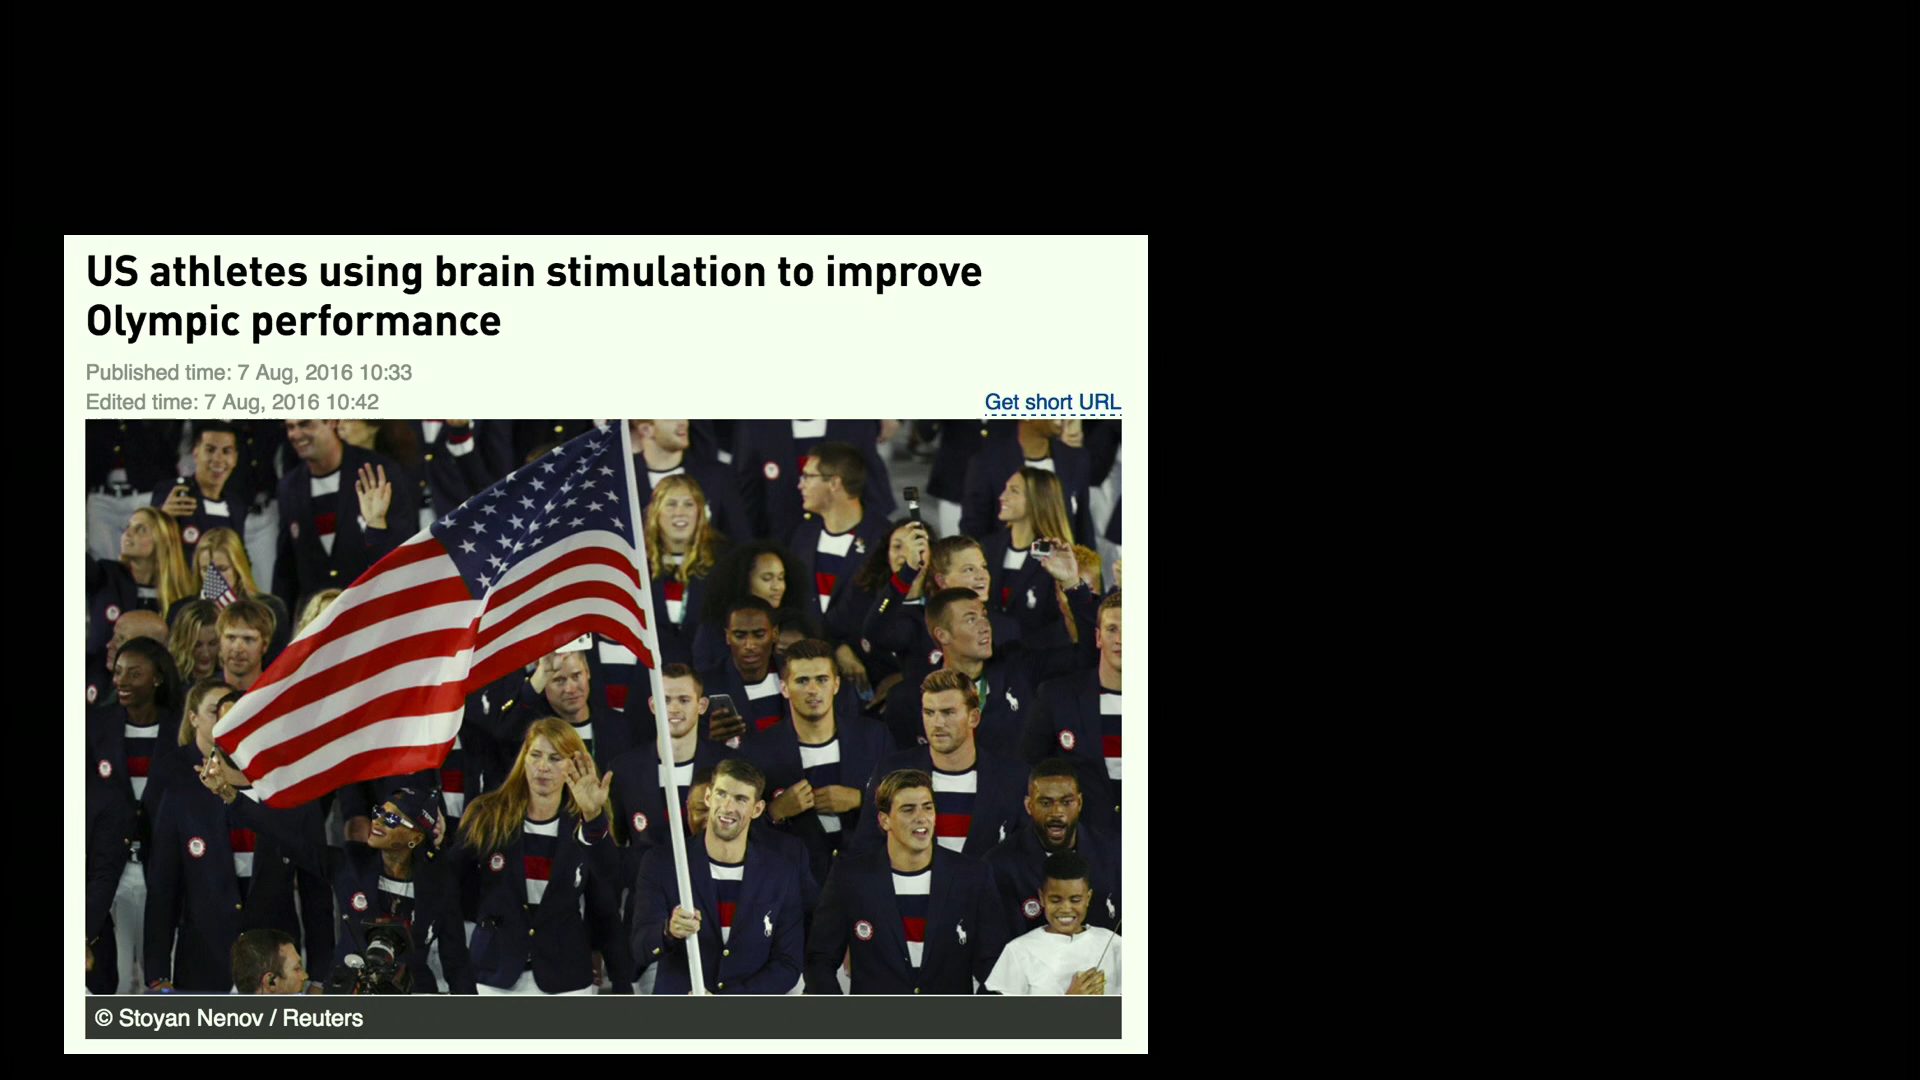 US athletes using brain stimulation to improve
Olympic performance
Published time: 7 Aug, 2016 10:33
Edited time: 7 Aug, 2016 10:42
Get short URL
© Stoyan Nenov / Reuters